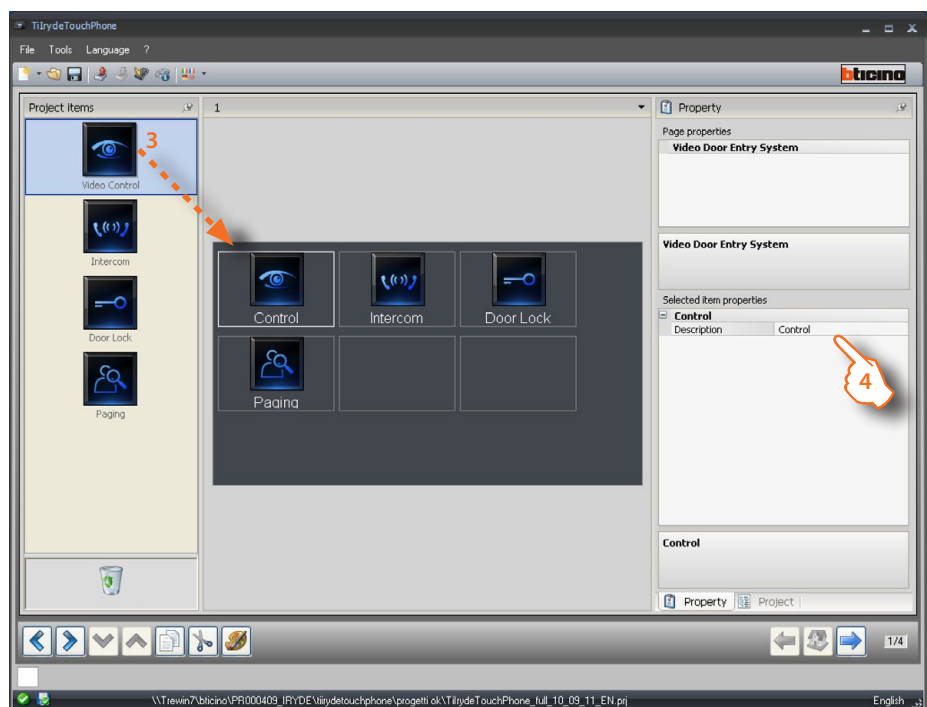 TiIrydeTouchPhone
File Tools Language ?
bticino
Project items
1
Property
Video Control
Intercom
Door Lock
Paging
3
Control
Intercom
Door Lock
Paging
Page properties
Video Door Entry System
Video Door Entry System
Selected item properties
Control
Description Control
4
Control
Property Project
1/4
\\Trewin7\bticino\PR000409_IRYDE\tiirydetouchphone\progetti ok\TiIrydeTouchPhone_full_10_09_11_EN.prj
English